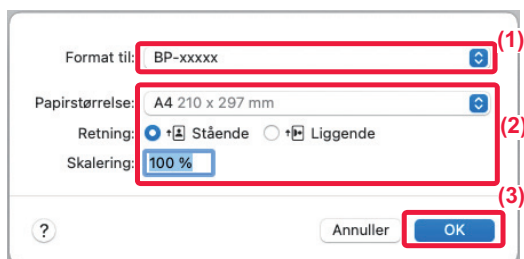 (1)
Format til: BP-xxxxx
Papirstørrelse: A4 210 x 297 mm
(2)
Retning: Stående Liggende
Skalering: 100 %
(3)
? Annuller OK